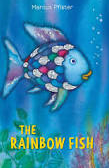 Marcus Pfister
THE
RAINBOW FISH